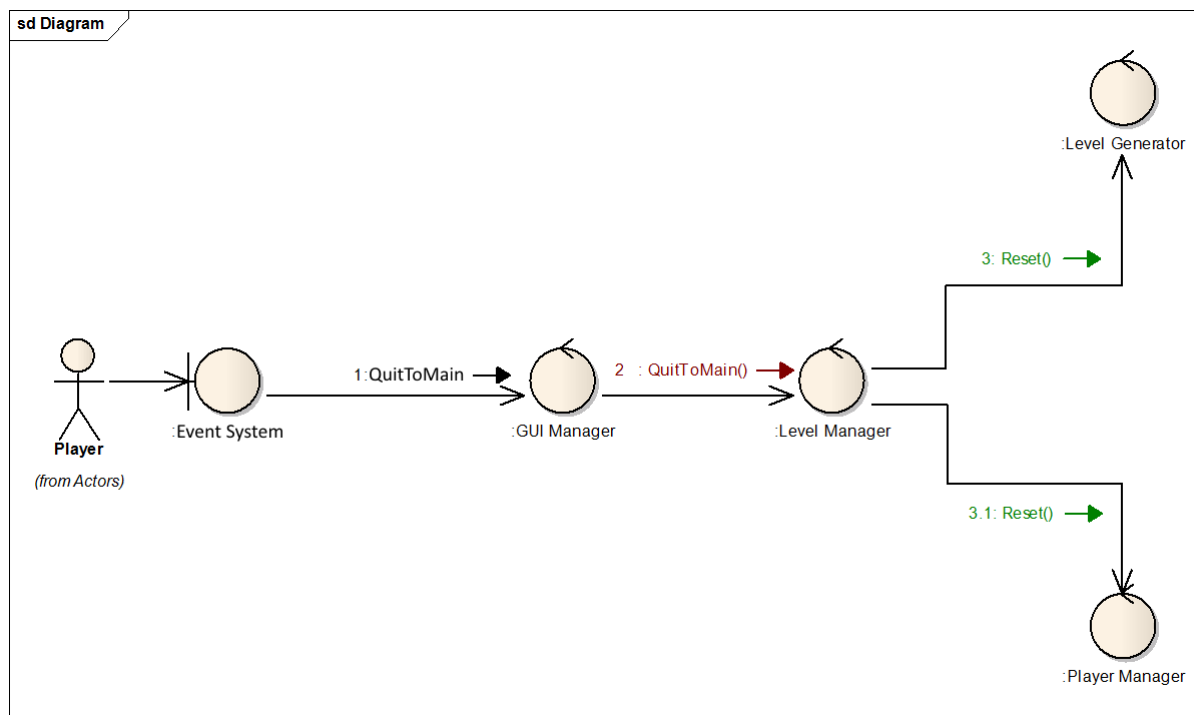 sd Diagram
:Level Generator
3: Reset()
1:QuitToMain
2 : QuitToMain()
:Event System
:GUI Manager
:Level Manager
Player
(from Actors)
3.1: Reset()
:Player Manager